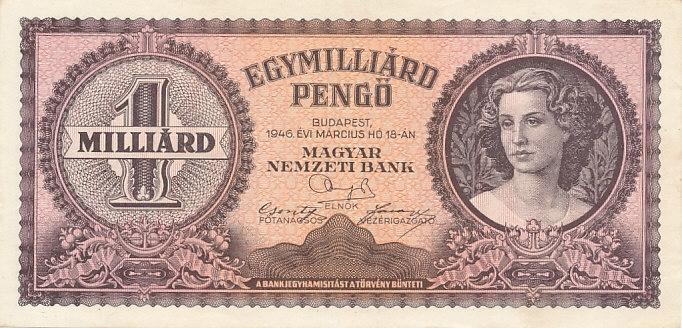 EGYMILLIÁRD
PENGŐ
1
MILLIÁRD
BUDAPEST,
1946. ÉVI MÁRCIUS HÓ 18-ÁN
MAGYAR
NEMZETI BANK
ELNÖK
FŐTANÁCSOS
VEZÉRIGAZGATÓ
A BANKJEGYHAMISITÁST A TÖRVÉNY BÜNTETI